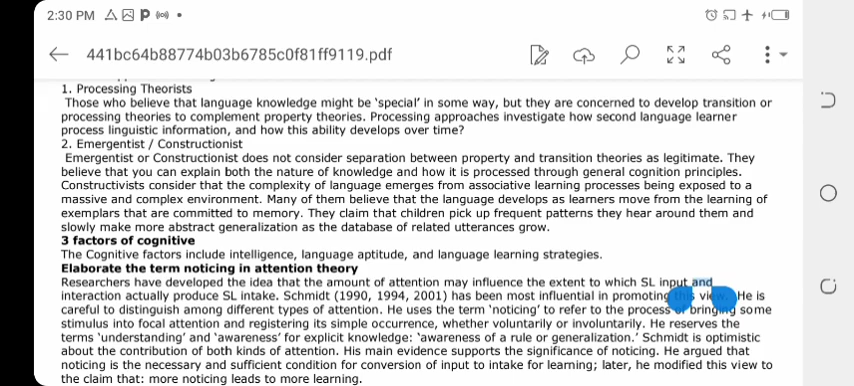 2:30 PM
441bc64b88774b03b6785c0f81ff9119.pdf
1. Processing Theorists
Those who believe that language knowledge might be ‘special’ in some way, but they are concerned to develop transition or
processing theories to complement property theories. Processing approaches investigate how second language learner
process linguistic information, and how this ability develops over time?
2. Emergentist / Constructionist
Emergentist or Constructionist does not consider separation between property and transition theories as legitimate. They
believe that you can explain both the nature of knowledge and how it is processed through general cognition principles.
Constructivists consider that the complexity of language emerges from associative learning processes being exposed to a
massive and complex environment. Many of them believe that the language develops as learners move from the learning of
exemplars that are committed to memory. They claim that children pick up frequent patterns they hear around them and
slowly make more abstract generalization as the database of related utterances grow.
3 factors of cognitive
The Cognitive factors include intelligence, language aptitude, and language learning strategies.
Elaborate the term noticing in attention theory
Researchers have developed the idea that the amount of attention may influence the extent to which SL input and
interaction actually produce SL intake. Schmidt (1990, 1994, 2001) has been most influential in promoting this view. He is
careful to distinguish among different types of attention. He uses the term ‘noticing’ to refer to the process of bringing some
stimulus into focal attention and registering its simple occurrence, whether voluntarily or involuntarily. He reserves the
terms ‘understanding’ and ‘awareness’ for explicit knowledge: ‘awareness of a rule or generalization.’ Schmidt is optimistic
about the contribution of both kinds of attention. His main evidence supports the significance of noticing. He argued that
noticing is the necessary and sufficient condition for conversion of input to intake for learning; later, he modified this view to
the claim that: more noticing leads to more learning.